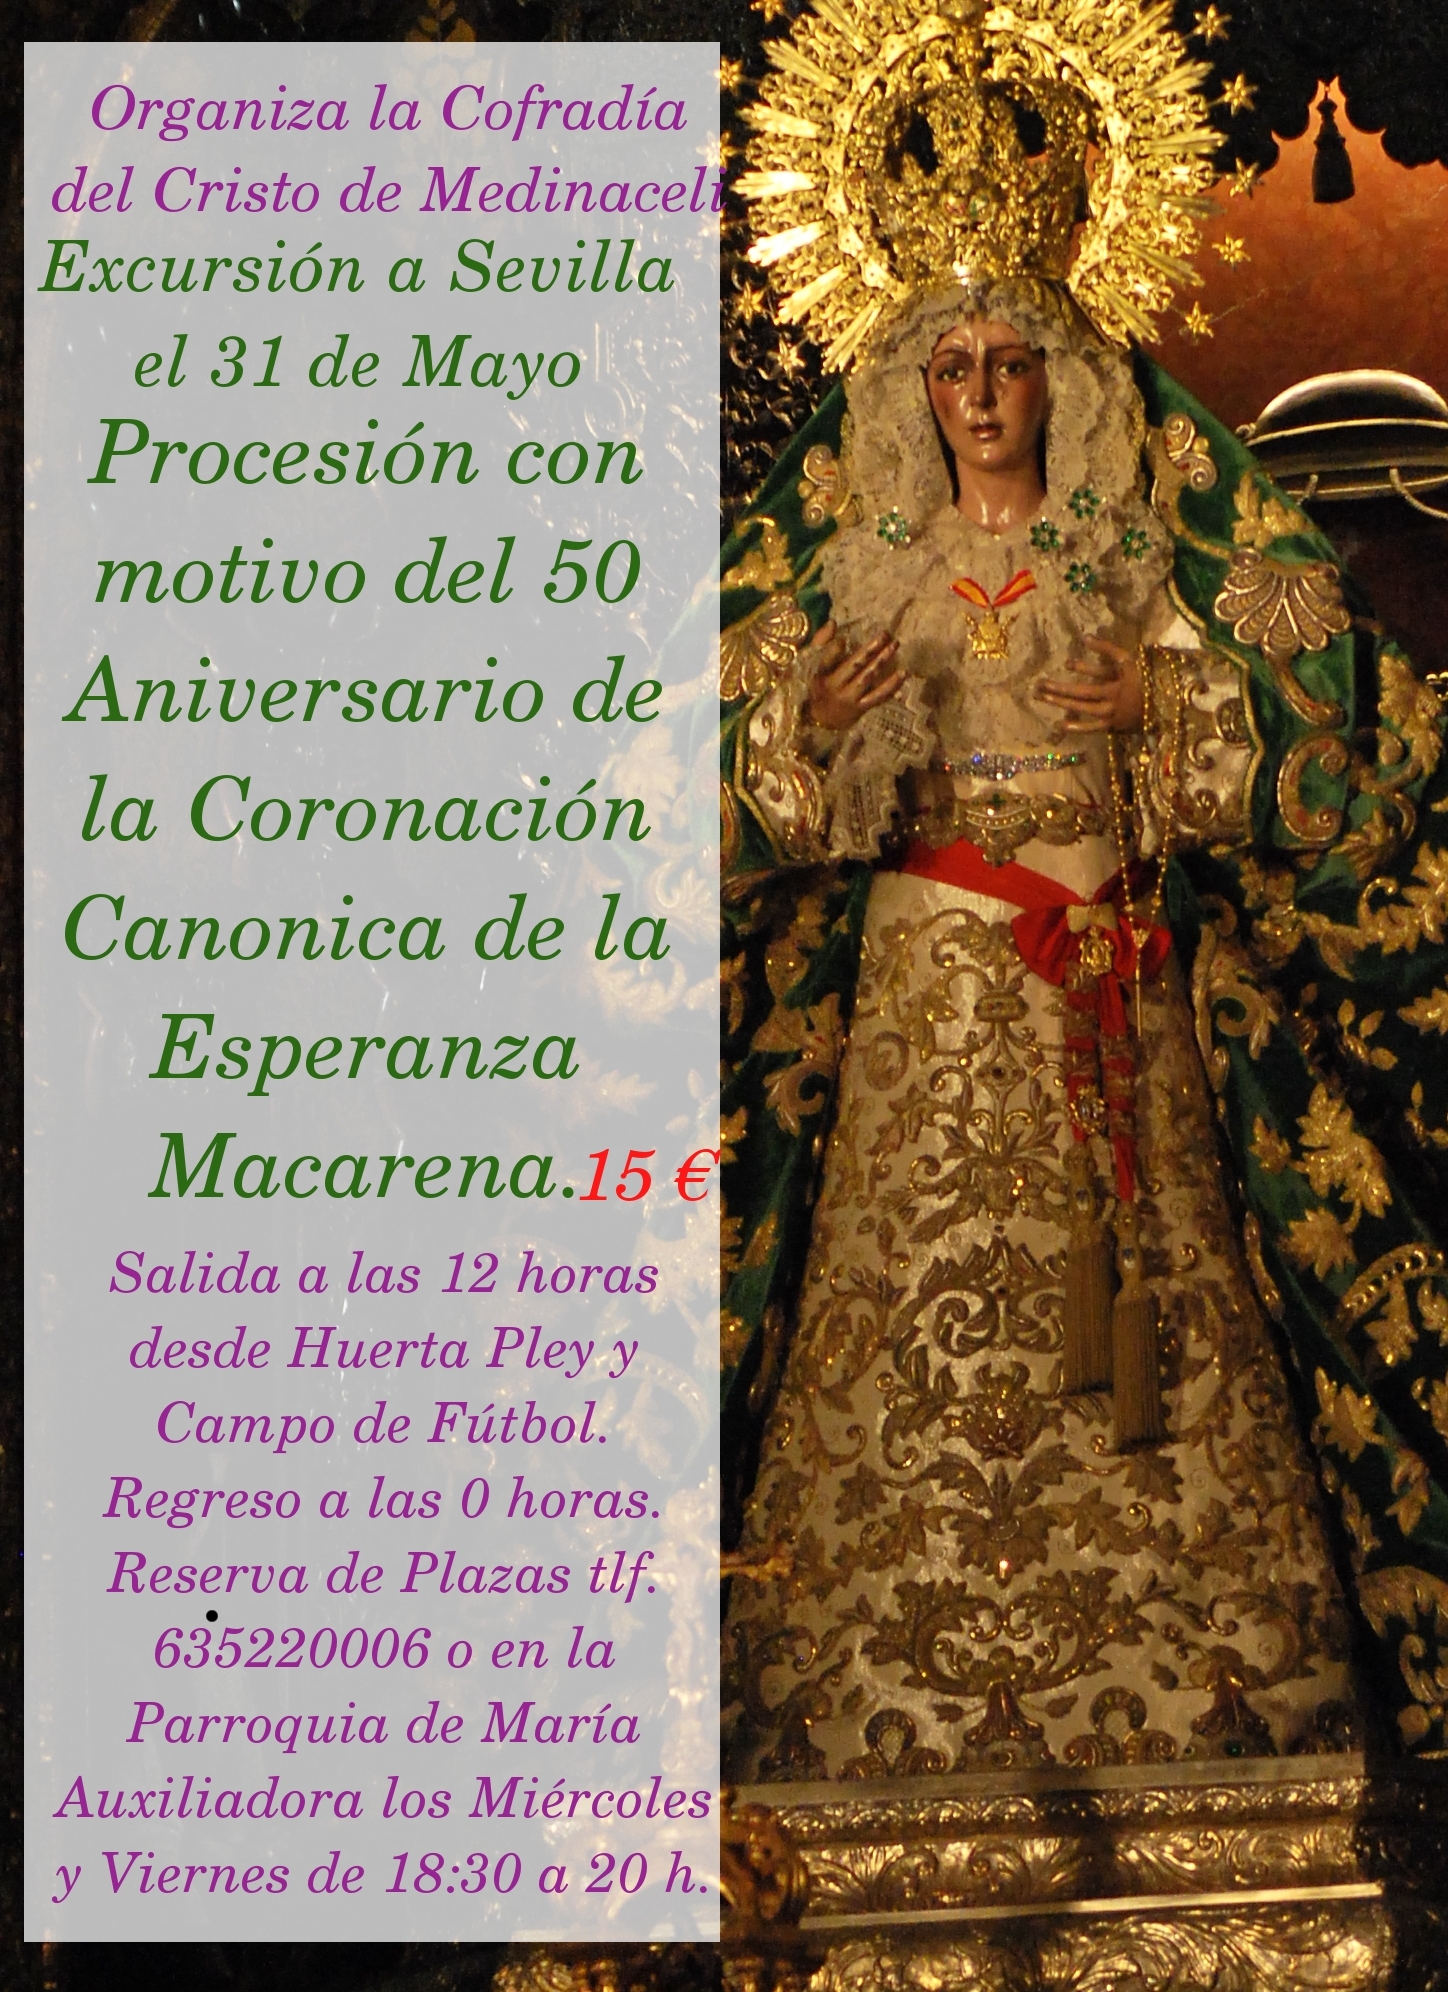 Organiza la Cofradía
del Cristo de Medinaceli
Excursión a Sevilla
el 31 de Mayo
Procesión con
motivo del 50
Aniversario de
la Coronación
Canonica de la
Esperanza
Macarena. 15 €
Salida a las 12 horas
desde Huerta Pley y
Campo de Fútbol.
Regreso a las 0 horas.
Reserva de Plazas tlf.
635220006 o en la
Parroquia de María
Auxiliadora los Miércoles
y Viernes de 18:30 a 20 h.